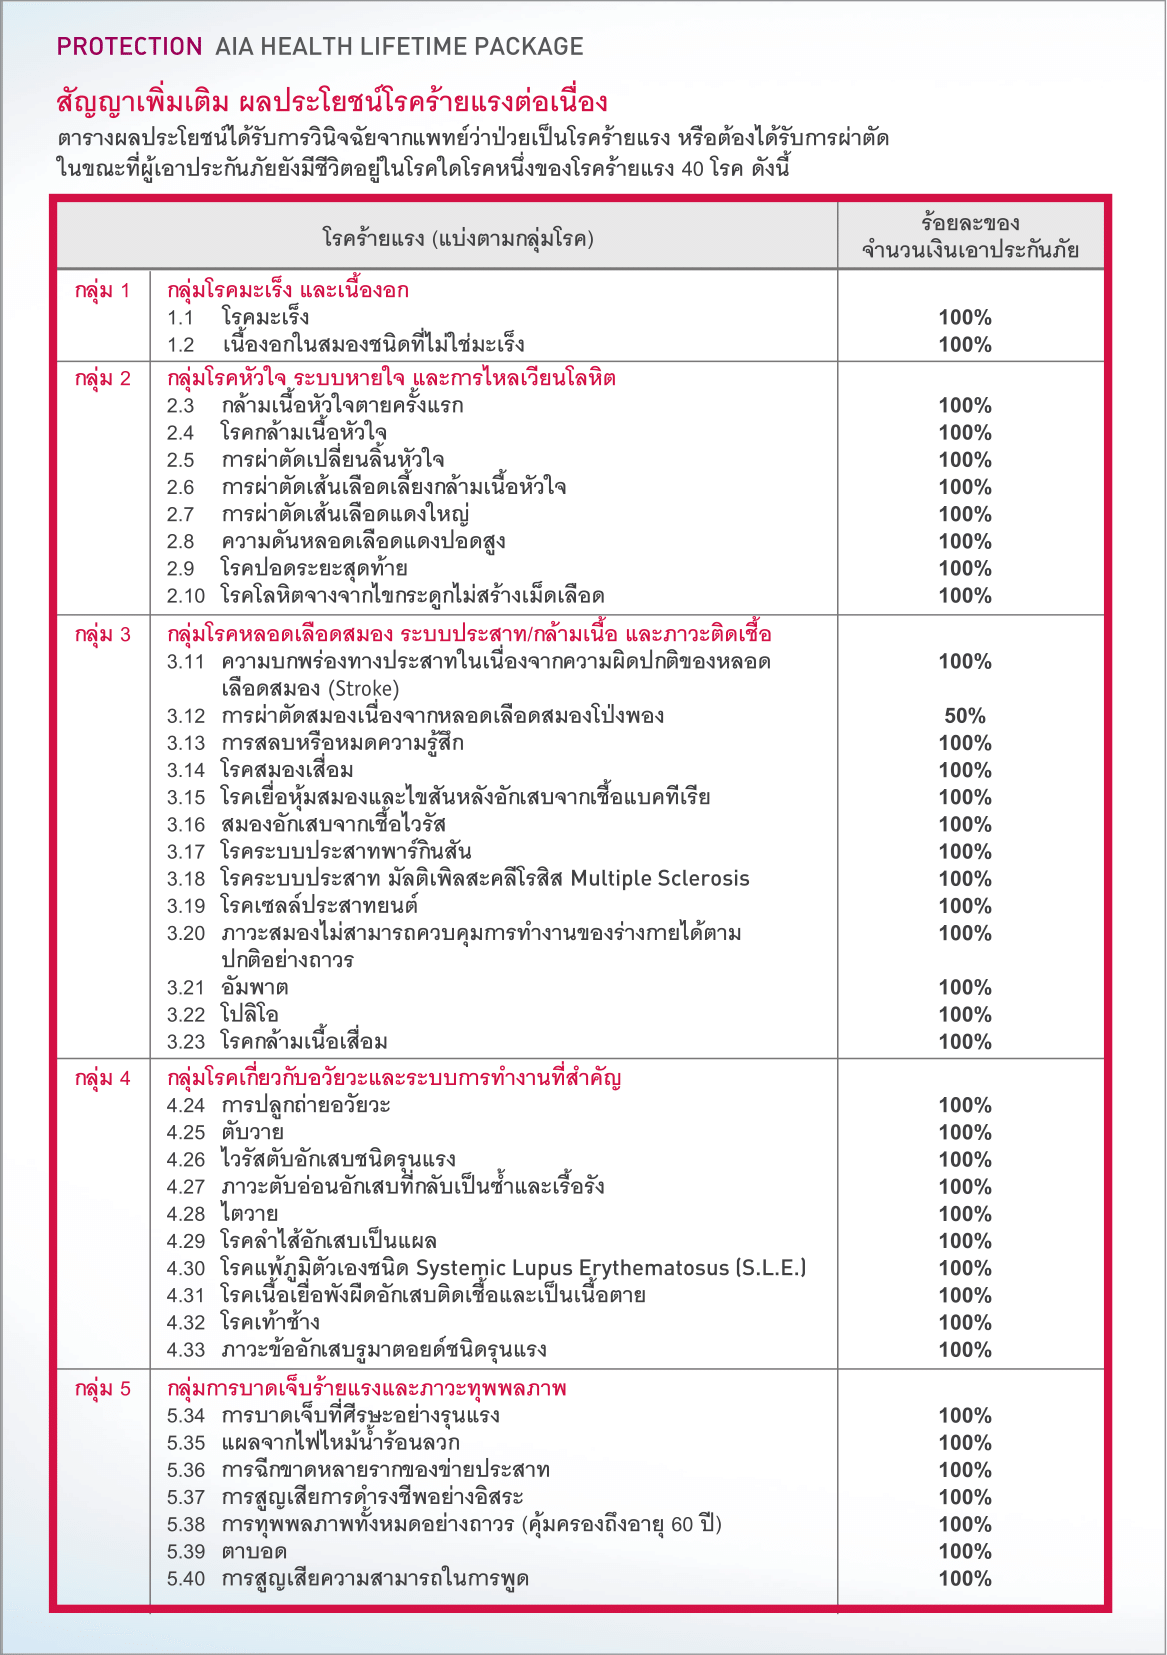 PROTECTION AIA HEALTH LIFETIME PACKAGE
สัญญาเพิ่มเติม ผลประโยชน์โรคร้ายแรงต่อเนื่อง
ตารางผลประโยชน์ได้รับการวินิจฉัยจากแพทย์ว่าป่วยเป็นโรคร้ายแรง หรือต้องได้รับการผ่าตัด
ในขณะที่ผู้เอาประกันภัยยังมีชีวิตอยู่ในโรคใดโรคหนึ่งของโรคร้ายแรง 40 โรค ดังนี้
โรคร้ายแรง (แบ่งตามกลุ่มโรค)
ร้อยละของ
จำนวนเงินเอาประกันภัย
กลุ่ม 1 กลุ่มโรคมะเร็ง และเนื้องอก
1.1 โรคมะเร็ง 100%
1.2 เนื้องอกในสมองชนิดที่ไม่ใช่มะเร็ง 100%
กลุ่ม 2 กลุ่มโรคหัวใจ ระบบหายใจ และการไหลเวียนโลหิต
2.3 กล้ามเนื้อหัวใจตายครั้งแรก 100%
2.4 โรคกล้ามเนื้อหัวใจ 100%
2.5 การผ่าตัดเปลี่ยนลิ้นหัวใจ 100%
2.6 การผ่าตัดเส้นเลือดเลี้ยงกล้ามเนื้อหัวใจ 100%
2.7 การผ่าตัดเส้นเลือดแดงใหญ่ 100%
2.8 ความดันหลอดเลือดแดงปอดสูง 100%
2.9 โรคปอดระยะสุดท้าย 100%
2.10 โรคโลหิตจางจากไขกระดูกไม่สร้างเม็ดเลือด 100%
กลุ่ม 3 กลุ่มโรคหลอดเลือดสมอง ระบบประสาท/กล้ามเนื้อ และภาวะติดเชื้อ
3.11 ความบกพร่องทางประสาทในเนื่องจากความผิดปกติของหลอด 100%
เลือดสมอง (Stroke)
3.12 การผ่าตัดสมองเนื่องจากหลอดเลือดสมองโป่งพอง 50%
3.13 การสลบหรือหมดความรู้สึก 100%
3.14 โรคสมองเสื่อม 100%
3.15 โรคเยื่อหุ้มสมองและไขสันหลังอักเสบจากเชื้อแบคทีเรีย 100%
3.16 สมองอักเสบจากเชื้อไวรัส 100%
3.17 โรคระบบประสาทพาร์กินสัน 100%
3.18 โรคระบบประสาท มัลติเพิลสะคลีโรสิส Multiple Sclerosis 100%
3.19 โรคเซลล์ประสาทยนต์ 100%
3.20 ภาวะสมองไม่สามารถควบคุมการทำงานของร่างกายได้ตาม 100%
ปกติอย่างถาวร
3.21 อัมพาต 100%
3.22 โปลิโอ 100%
3.23 โรคกล้ามเนื้อเสื่อม 100%
กลุ่ม 4 กลุ่มโรคเกี่ยวกับอวัยวะและระบบการทำงานที่สำคัญ
4.24 การปลูกถ่ายอวัยวะ 100%
4.25 ตับวาย 100%
4.26 ไวรัสตับอักเสบชนิดรุนแรง 100%
4.27 ภาวะตับอ่อนอักเสบที่กลับเป็นซ้ำและเรื้อรัง 100%
4.28 ไตวาย 100%
4.29 โรคลำไส้อักเสบเป็นแผล 100%
4.30 โรคแพ้ภูมิตัวเองชนิด Systemic Lupus Erythematosus (S.L.E.) 100%
4.31 โรคเนื้อเยื่อพังผืดอักเสบติดเชื้อและเป็นเนื้อตาย 100%
4.32 โรคเท้าช้าง 100%
4.33 ภาวะข้ออักเสบรูมาตอยด์ชนิดรุนแรง 100%
กลุ่ม 5 กลุ่มการบาดเจ็บร้ายแรงและภาวะทุพพลภาพ
5.34 การบาดเจ็บที่ศีรษะอย่างรุนแรง 100%
5.35 แผลจากไฟไหม้น้ำร้อนลวก 100%
5.36 การฉีกขาดหลายรากของข่ายประสาท 100%
5.37 การสูญเสียการดำรงชีพอย่างอิสระ 100%
5.38 การทุพพลภาพทั้งหมดอย่างถาวร (คุ้มครองถึงอายุ 60 ปี) 100%
5.39 ตาบอด 100%
5.40 การสูญเสียความสามารถในการพูด 100%